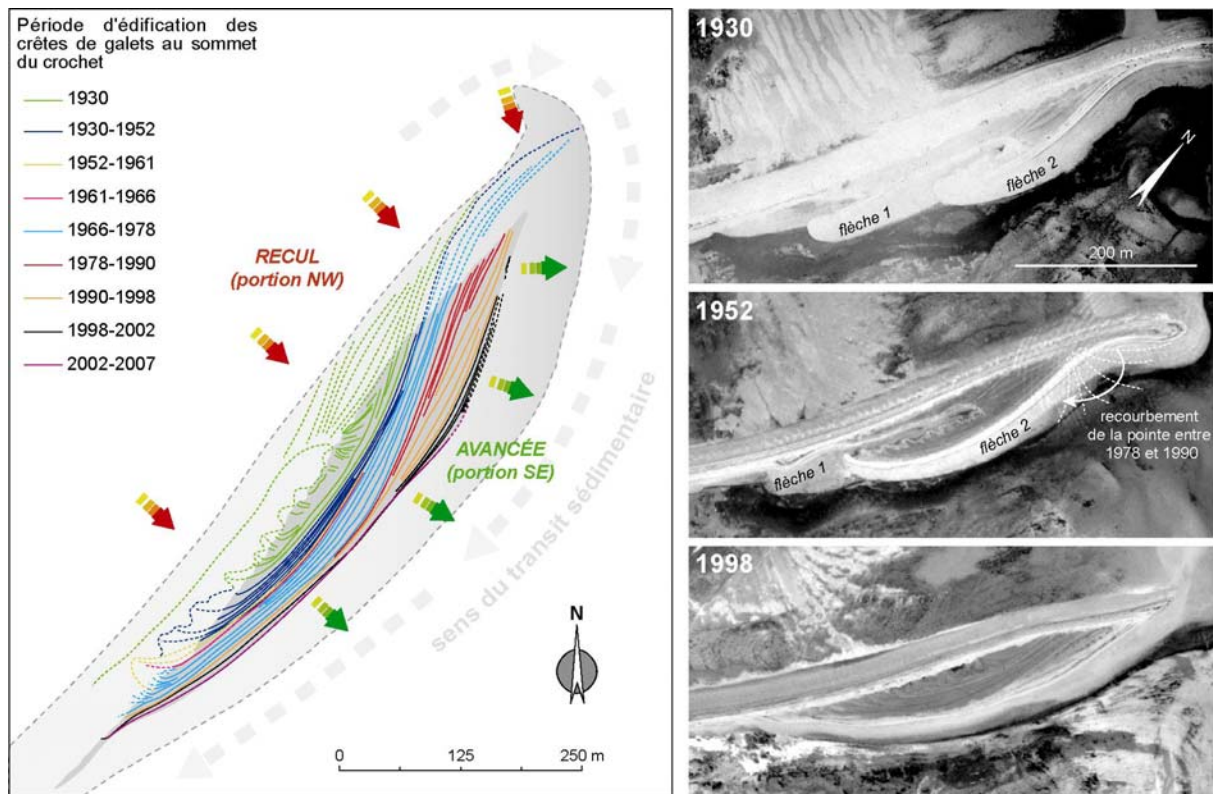 Période d'édification des
crêtes de galets au sommet
du crochet
1930
1930-1952
1952-1961
1961-1966
1966-1978
1978-1990
1990-1998
1998-2002
2002-2007
RECUL
(portion NW)
AVANCÉE
(portion SE)
sens du transit sédimentaire
N
0
125
250 m
1930
flèche 2
flèche 1
N
200 m
1952
flèche 2
flèche 1
recourbement
de la pointe entre
1978 et 1990
1998